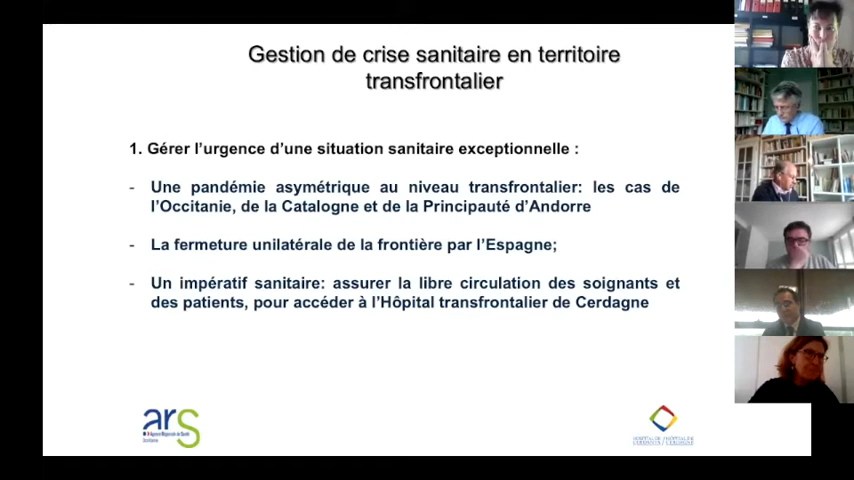 Gestion de crise sanitaire en territoire
transfrontalier
1. Gérer l'urgence d'une situation sanitaire exceptionnelle :
- Une pandémie asymétrique au niveau transfrontalier: les cas de
l'Occitanie, de la Catalogne et de la Principauté d'Andorre
- La fermeture unilatérale de la frontière par l'Espagne;
- Un impératif sanitaire: assurer la libre circulation des soignants et
des patients, pour accéder à l'Hôpital transfrontalier de Cerdagne
ars